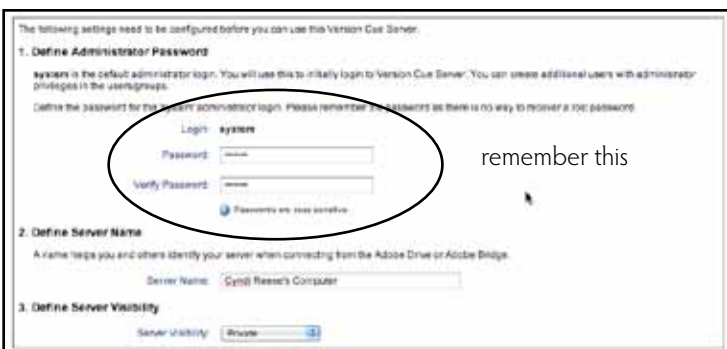 The following settings need to be configured before you can use this Version Cue Server.
1. Define Administrator Password
system is the default administrator login. You will use this to initially login to Version Cue Server. You can create additional users with administrator
privileges in the users/groups.
Define the password for the system administrator login. Please remember the password as there is no way to recover a lost password.
Login: system
Password:
Verify Password:
Passwords are case sensitive
remember this
2. Define Server Name
A name helps you and others identify your server when connecting from the Adobe Drive or Adobe Bridge.
Server Name: Cyndi Reese's Computer
3. Define Server Visibility
Server Visibility: Private